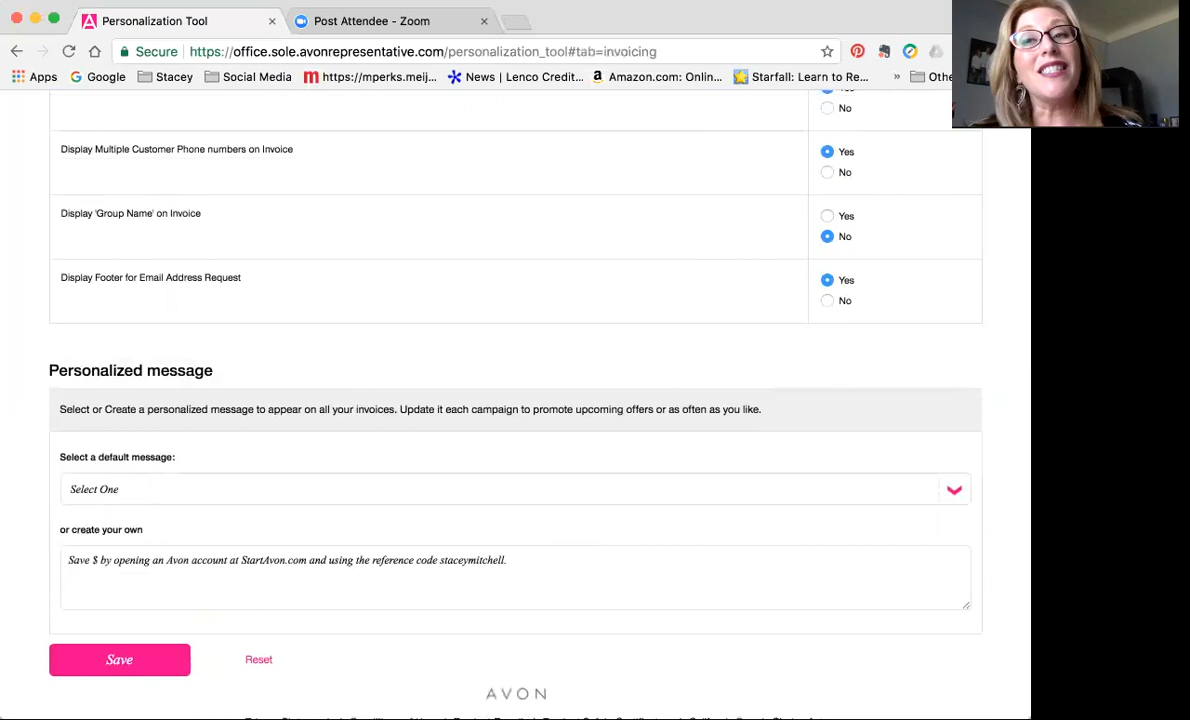 Personalization Tool
Post Attendee - Zoom
Secure https://office.sole.avonrepresentative.com/personalization_tool#tab=invoicing
Apps Google Stacey Social Media https://mperks.meij... News | Lenco Credit... Amazon.com: Onlin... Starfall: Learn to Re... » Othe
Yes
No
Display Multiple Customer Phone numbers on Invoice
Yes
No
Display 'Group Name' on Invoice
Yes
No
Display Footer for Email Address Request
Yes
No
Personalized message
Select or Create a personalized message to appear on all your invoices. Update it each campaign to promote upcoming offers or as often as you like.
Select a default message:
Select One
or create your own
Save $ by opening an Avon account at StartAvon.com and using the reference code staceymitchell.
Save Reset
AVON